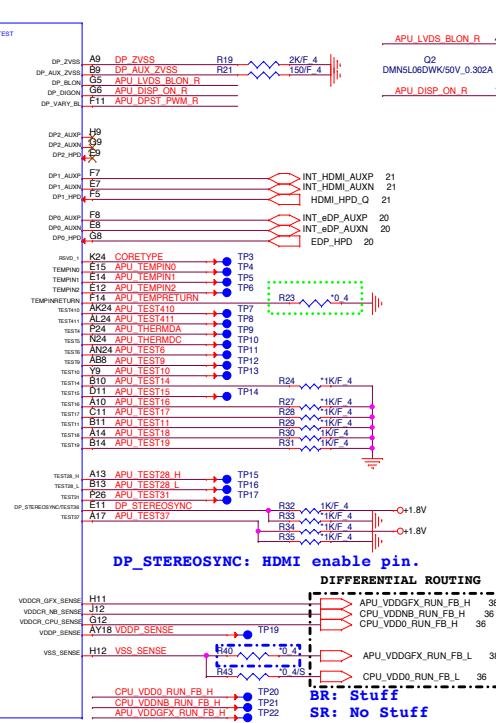 TEST
APU_LVDS_BLON_R
Q2
DMN5L06DWK/50V_0.302A
APU_DISP_ON_R
DP_ZVSS A9 DP_ZVSS R19 2K/F_4
DP_AUX_ZVSS B9 DP_AUX_ZVSS R21 150/F_4
DP_BLON G5 APU_LVDS_BLON_R
DP_DIGON G6 APU_DISP_ON_R
DP_VARY_BL F11 APU_DPST_PWM_R
DP2_AUXP H9
DP2_AUXN G9
DP2_HPD E9
DP1_AUXP F7 INT_HDMI_AUXP 21
DP1_AUXN E7 INT_HDMI_AUXN 21
DP1_HPD F5 HDMI_HPD_Q 21
DP0_AUXP F8 INT_eDP_AUXP 20
DP0_AUXN E8 INT_eDP_AUXN 20
DP0_HPD G8 EDP_HPD 20
RSVD_1 K24 CORETYPE TP3
TEMPIN0 E15 APU_TEMPIN0 TP4
TEMPIN1 E14 APU_TEMPIN1 TP5
TEMPIN2 E12 APU_TEMPIN2 TP6
TEMPINRETURN F14 APU_TEMPRETURN R23 *0_4
TEST410 AK24 APU_TEST410 TP7
TEST411 AL24 APU_TEST411 TP8
TEST4 P24 APU_THERMDA TP9
TEST5 N24 APU_THERMDC TP10
TEST6 AN24 APU_TEST6 TP11
TEST9 AB8 APU_TEST9 TP12
TEST10 Y9 APU_TEST10 TP13
TEST14 B10 APU_TEST14 R24 *1K/F_4
TEST15 D11 APU_TEST15 TP14
TEST16 A10 APU_TEST16 R27 *1K/F_4
TEST17 C11 APU_TEST17 R28 *1K/F_4
TEST11 B11 APU_TEST11 R29 *1K/F_4
TEST18 A14 APU_TEST18 R30 *1K/F_4
TEST19 B14 APU_TEST19 R31 *1K/F_4
TEST28_H A13 APU_TEST28_H TP15
TEST28_L B13 APU_TEST28_L TP16
TEST31 P26 APU_TEST31 TP17
DP_STEREOSYNC/TEST36 E11 DP_STEREOSYNC R32 1K/F_4 +1.8V
TEST37 A17 APU_TEST37 R33 *1K/F_4
R34 *1K/F_4 +1.8V
R35 *1K/F_4
DP_STEREOSYNC: HDMI enable pin.
DIFFERENTIAL ROUTING
VDDCR_GFX_SENSE H11 APU_VDDGFX_RUN_FB_H 38
VDDCR_NB_SENSE J12 CPU_VDDNB_RUN_FB_H 36
VDDCR_CPU_SENSE G12 CPU_VDD0_RUN_FB_H 36
VDDP_SENSE AY18 VDDP_SENSE TP19
VSS_SENSE H12 VSS_SENSE R40 *0_4 APU_VDDGFX_RUN_FB_L 38
R43 *0_4/S CPU_VDD0_RUN_FB_L 36
CPU_VDD0_RUN_FB_H TP20
CPU_VDDNB_RUN_FB_H TP21
APU_VDDGFX_RUN_FB_H TP22
BR: Stuff
SR: No Stuff